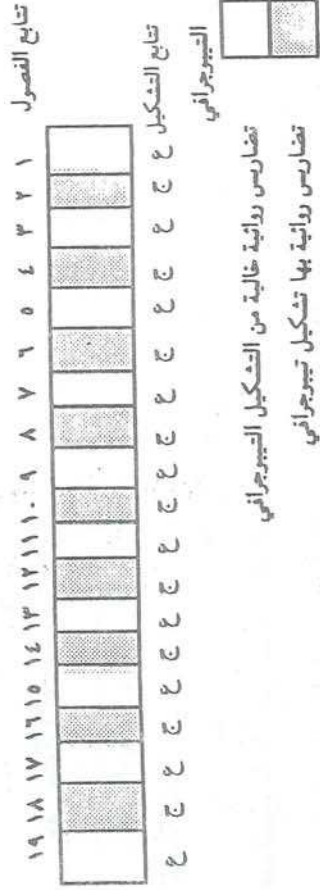 تتابع الفصول
١ ٢ ٣ ٤ ٥ ٦ ٧ ٨ ٩ ١٠ ١١ ١٢ ١٣ ١٤ ١٥ ١٦ ١٧ ١٨ ١٩
تتابع التشكيل
التيبوجرافي
ع ج ع ج ع ج ع ج ع ج ع ج ع ج ع ج ع ج ع
تضاريس روائية خالية من التشكيل التيبوجرافي
تضاريس روائية بها تشكيل تيبوجرافي